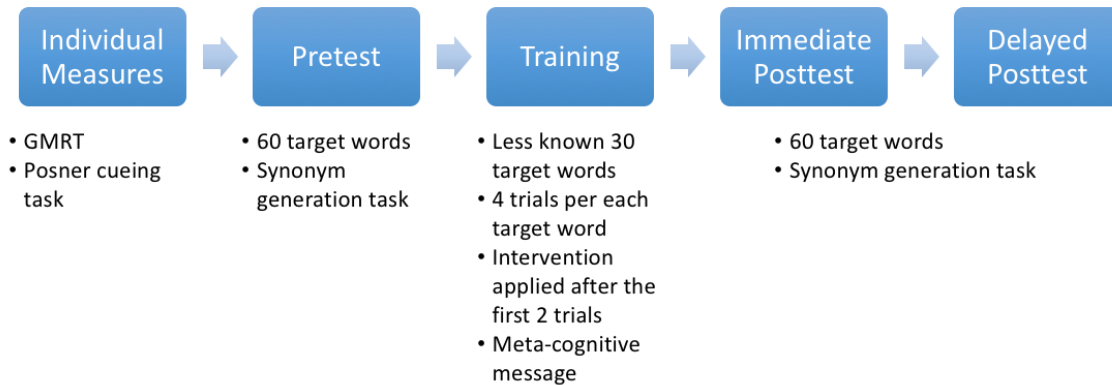 Individual
Measures
Pretest
Training
Immediate
Posttest
Delayed
Posttest
• GMRT
• Posner cueing
task
• 60 target words
• Synonym
generation task
• Less known 30
target words
• 4 trials per each
target word
• Intervention
applied after the
first 2 trials
• Meta-cognitive
message
• 60 target words
• Synonym generation task